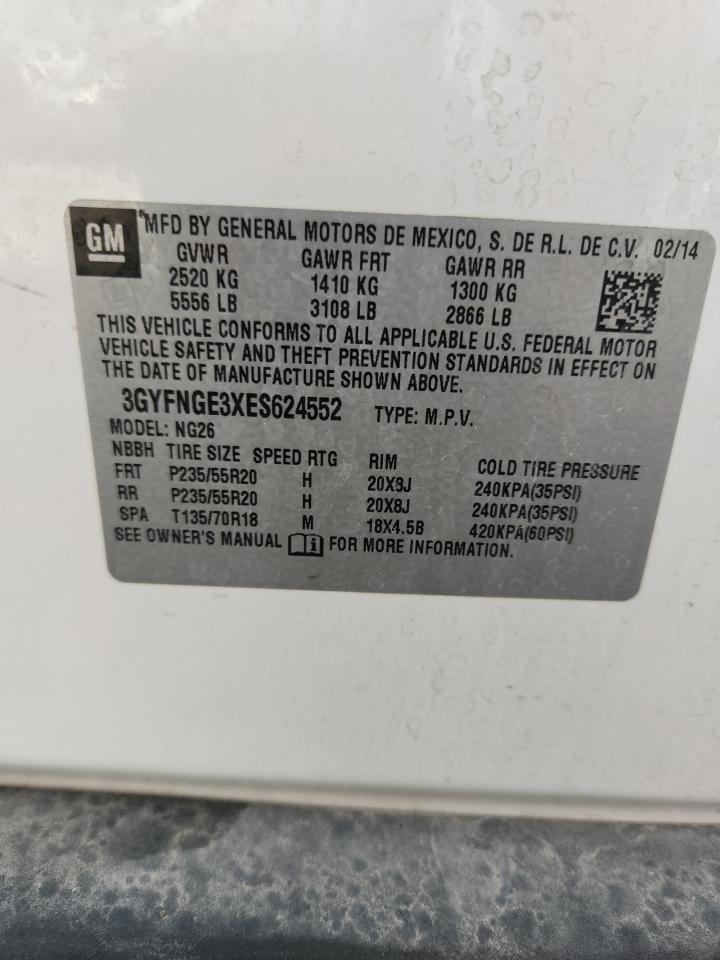 GM *MFD BY GENERAL MOTORS DE MEXICO, S. DE R.L. DE C.V. 02/14
GVWR GAWR FRT GAWR RR
2520 KG 1410 KG 1300 KG
5556 LB 3108 LB 2866 LB
THIS VEHICLE CONFORMS TO ALL APPLICABLE U.S. FEDERAL MOTOR
VEHICLE SAFETY AND THEFT PREVENTION STANDARDS IN EFFECT ON
THE DATE OF MANUFACTURE SHOWN ABOVE.
3GYFNGE3XES624552 TYPE: M.P.V.
MODEL: NG26
NBBH TIRE SIZE SPEED RTG RIM COLD TIRE PRESSURE
FRT P235/55R20 H 20X8J 240KPA(35PSI)
RR P235/55R20 H 20X8J 240KPA(35PSI)
SPA T135/70R18 M 18X4.5B 420KPA(60PSI)
SEE OWNER'S MANUAL i FOR MORE INFORMATION.